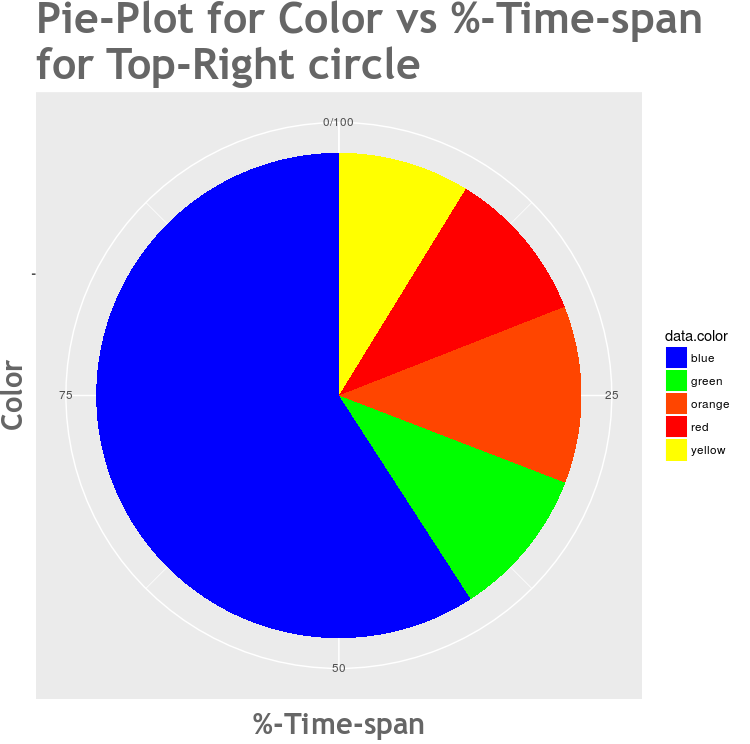 Pie-Plot for Color vs %-Time-span
for Top-Right circle
0/100
-
75
25
50
Color
%-Time-span
data.color
blue
green
orange
red
yellow